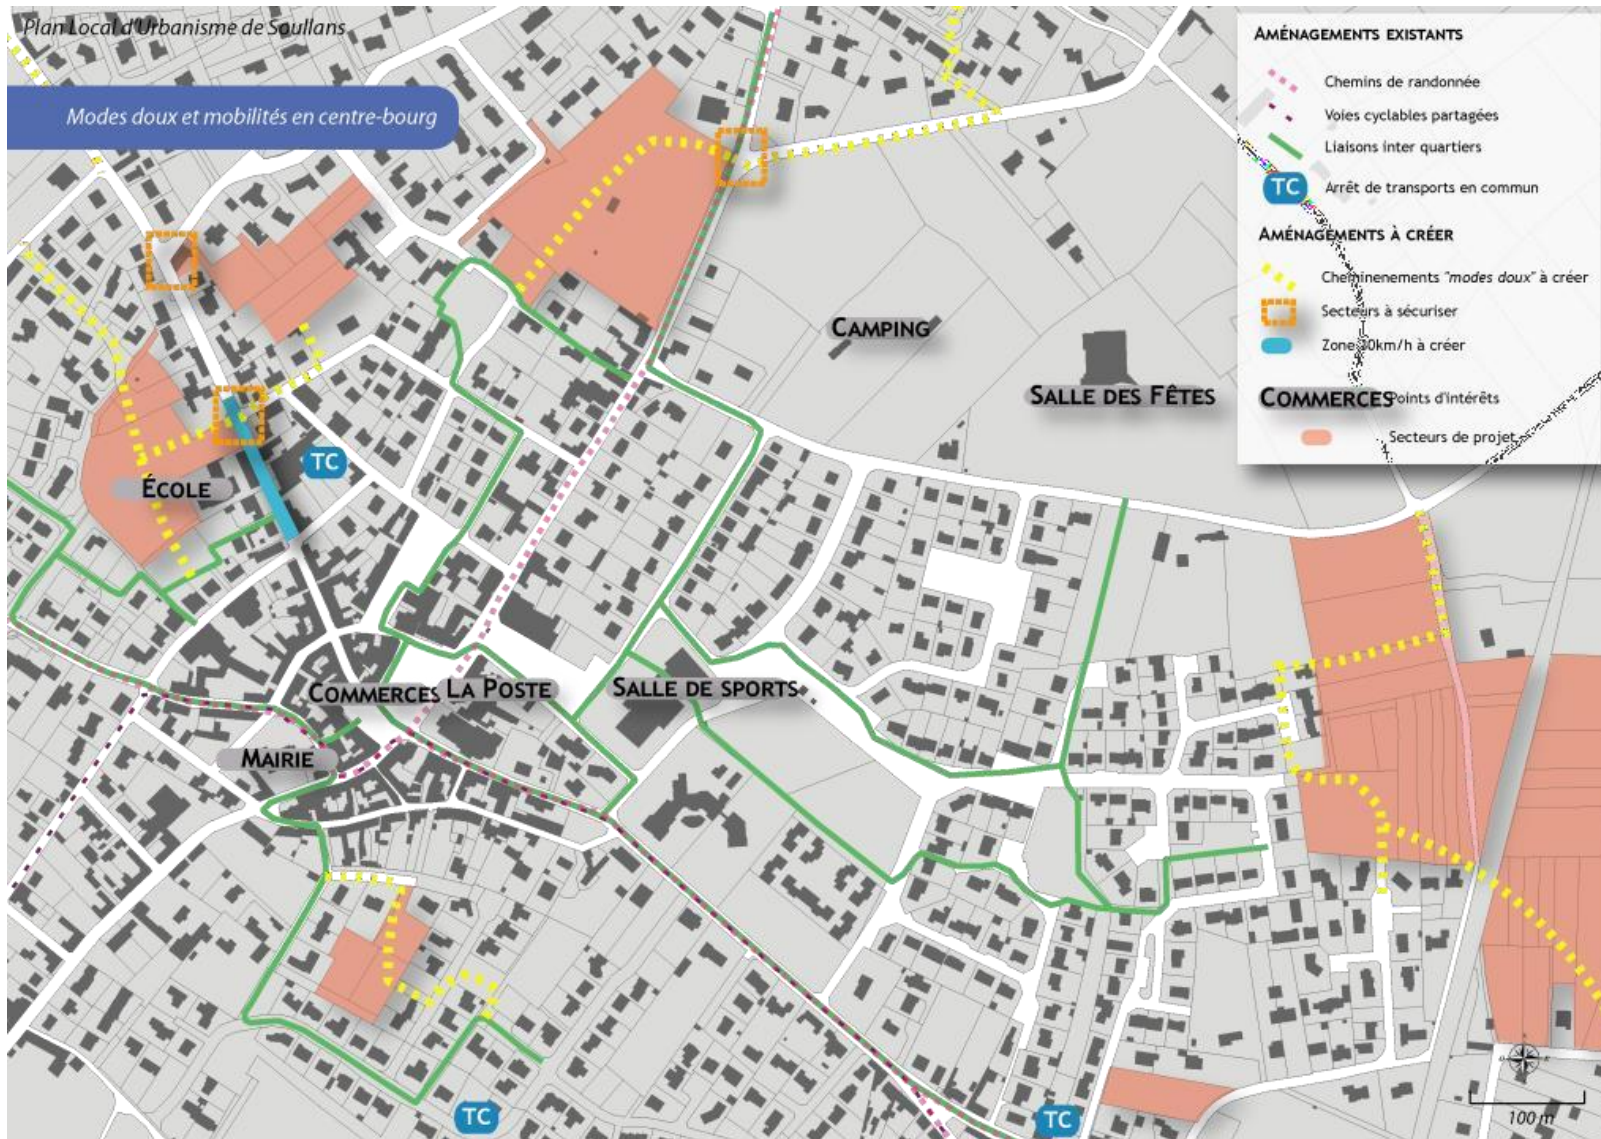 Plan Local d'Urbanisme de Soullans
Modes doux et mobilités en centre-bourg
AMÉNAGEMENTS EXISTANTS
Chemins de randonnée
Voies cyclables partagées
Liaisons inter quartiers
TC
Arrêt de transports en commun
AMÉNAGEMENTS À CRÉER
Cheminenements "modes doux" à créer
Secteurs à sécuriser
Zone 30km/h à créer
COMMERCES
Points d'intérêts
Secteurs de projet
CAMPING
SALLE DES FÊTES
TC
ÉCOLE
COMMERCES
LA POSTE
SALLE DE SPORTS
MAIRIE
TC
TC
100 m